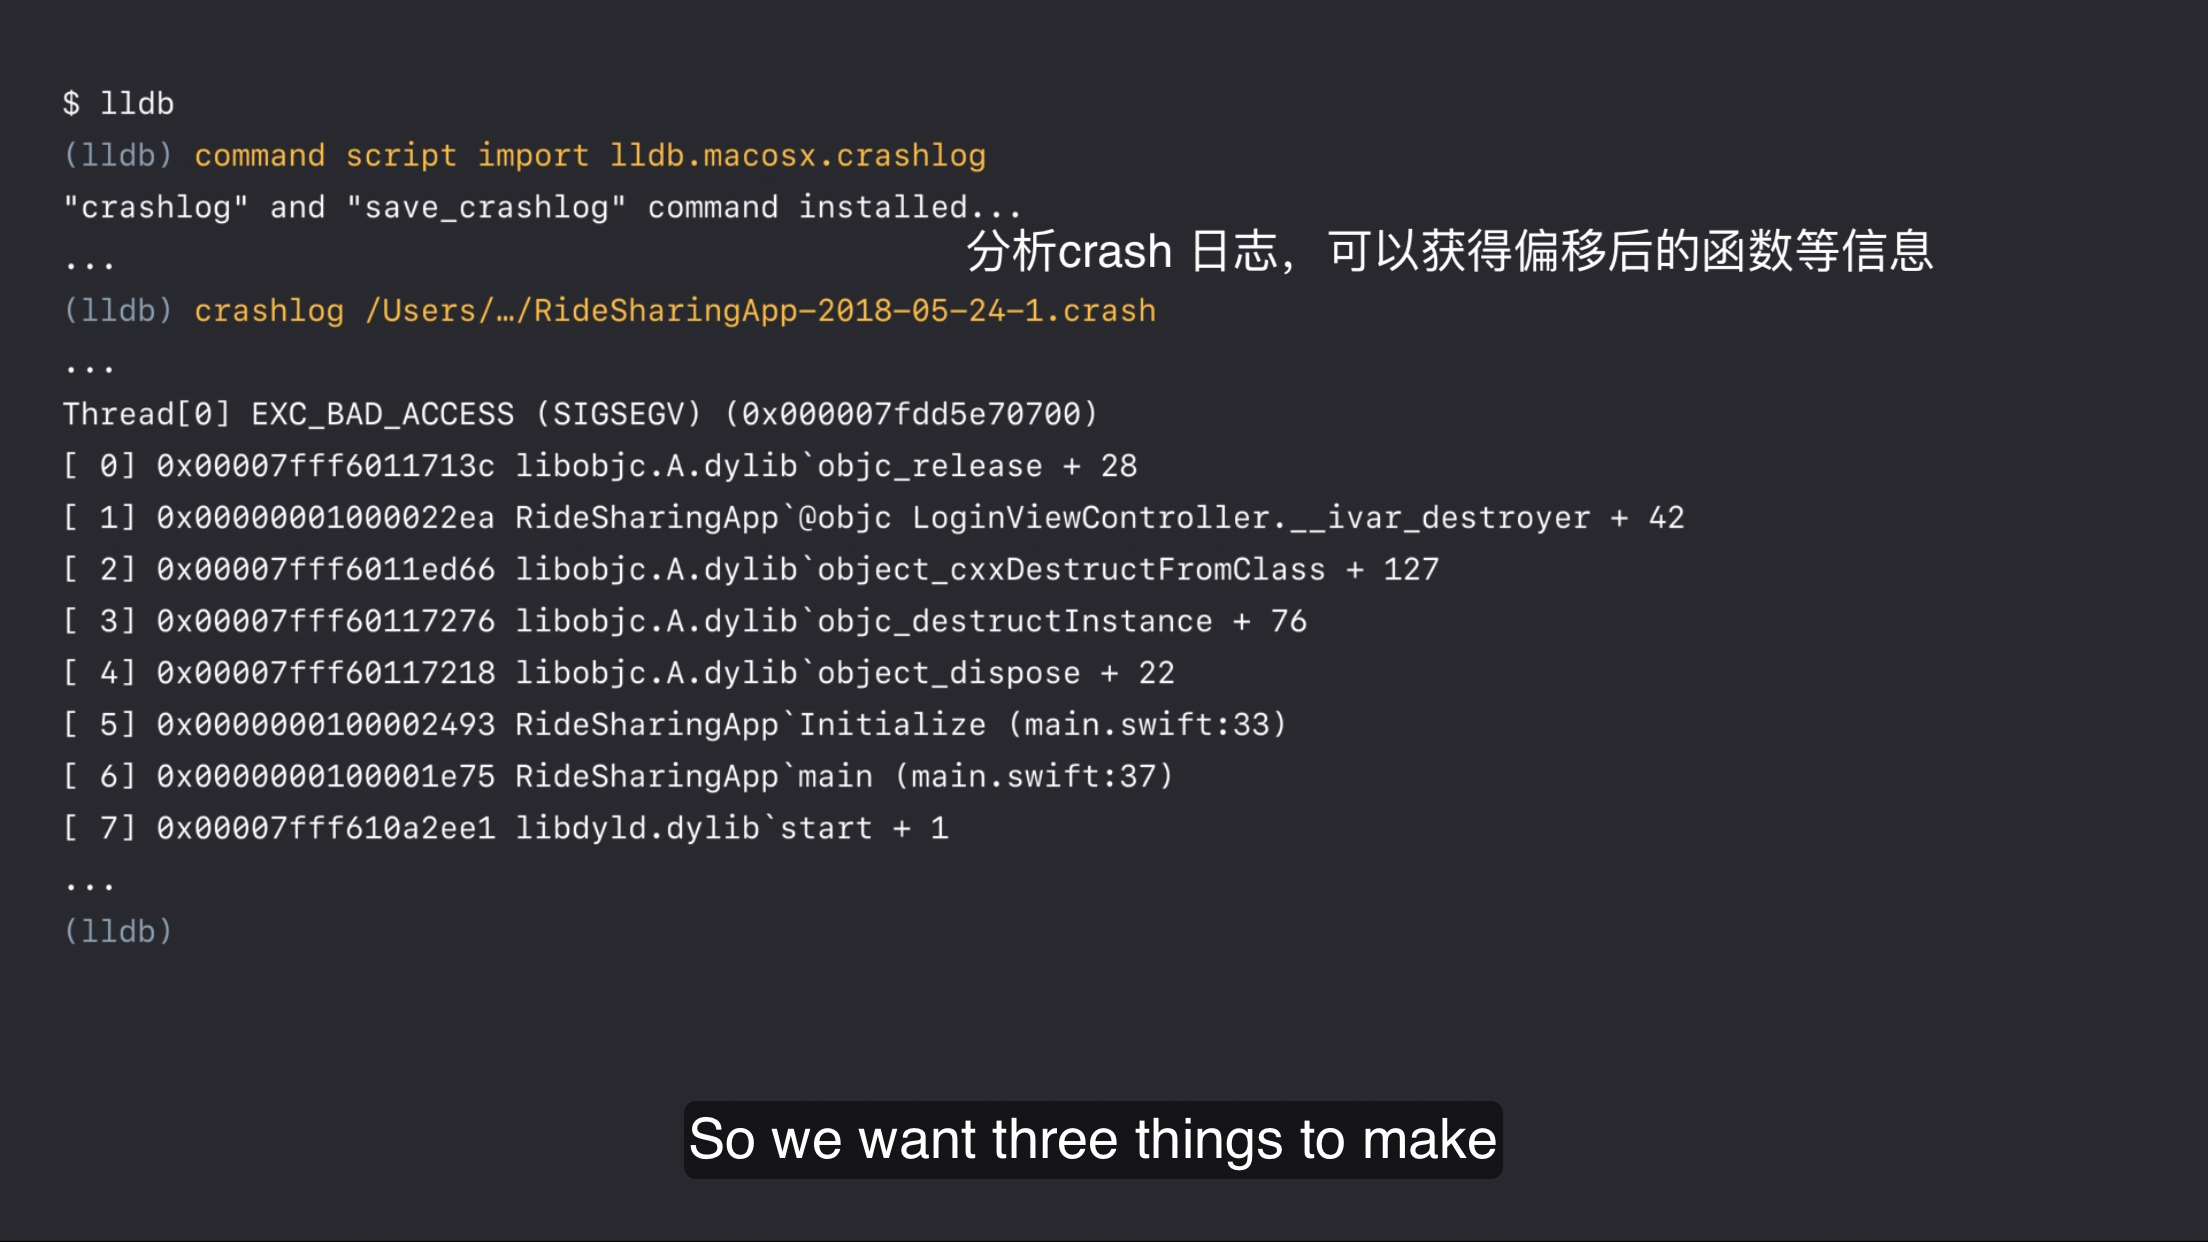 $ lldb
(lldb) command script import lldb.macosx.crashlog
"crashlog" and "save_crashlog" command installed...
...
分析crash 日志，可以获得偏移后的函数等信息
(lldb) crashlog /Users/…/RideSharingApp-2018-05-24-1.crash
...
Thread[0] EXC_BAD_ACCESS (SIGSEGV) (0x000007fdd5e70700)
[ 0] 0x00007fff6011713c libobjc.A.dylib`objc_release + 28
[ 1] 0x00000001000022ea RideSharingApp`@objc LoginViewController.__ivar_destroyer + 42
[ 2] 0x00007fff6011ed66 libobjc.A.dylib`object_cxxDestructFromClass + 127
[ 3] 0x00007fff60117276 libobjc.A.dylib`objc_destructInstance + 76
[ 4] 0x00007fff60117218 libobjc.A.dylib`object_dispose + 22
[ 5] 0x0000000100002493 RideSharingApp`Initialize (main.swift:33)
[ 6] 0x0000000100001e75 RideSharingApp`main (main.swift:37)
[ 7] 0x00007fff610a2ee1 libdyld.dylib`start + 1
...
(lldb)
So we want three things to make